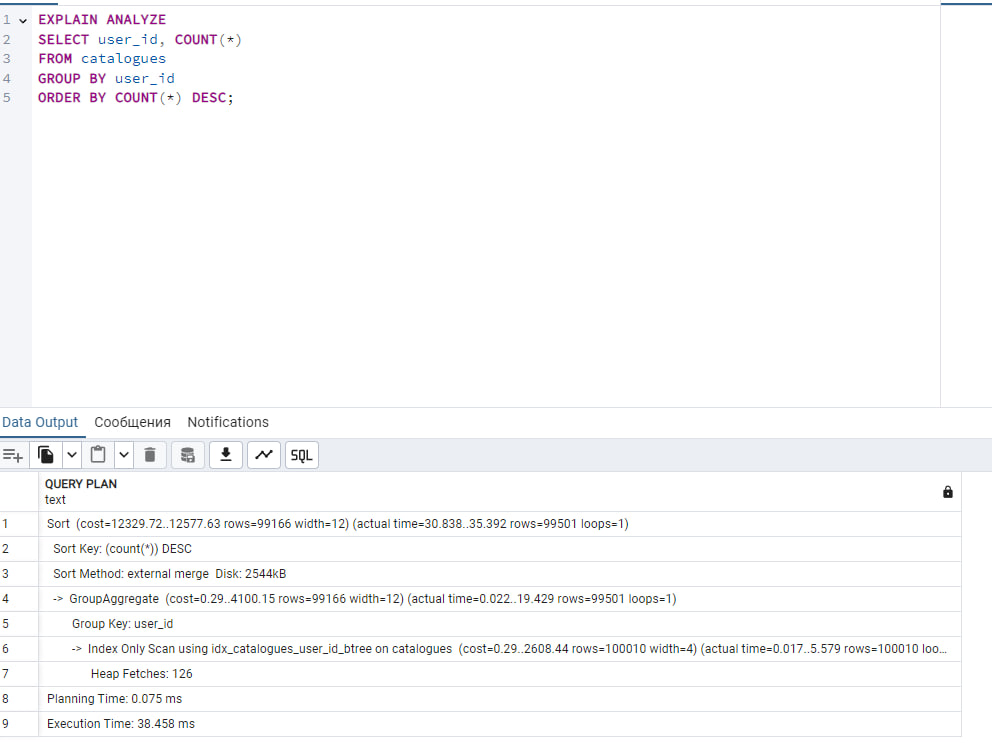 1 EXPLAIN ANALYZE
2 SELECT user_id, COUNT(*)
3 FROM catalogues
4 GROUP BY user_id
5 ORDER BY COUNT(*) DESC;
Data Output Сообщения Notifications
SQL
QUERY PLAN
text
1 Sort (cost=12329.72..12577.63 rows=99166 width=12) (actual time=30.838..35.392 rows=99501 loops=1)
2 Sort Key: (count(*)) DESC
3 Sort Method: external merge Disk: 2544kB
4 -> GroupAggregate (cost=0.29..4100.15 rows=99166 width=12) (actual time=0.022..19.429 rows=99501 loops=1)
5 Group Key: user_id
6 -> Index Only Scan using idx_catalogues_user_id_btree on catalogues (cost=0.29..2608.44 rows=100010 width=4) (actual time=0.017..5.579 rows=100010 loo...
7 Heap Fetches: 126
8 Planning Time: 0.075 ms
9 Execution Time: 38.458 ms